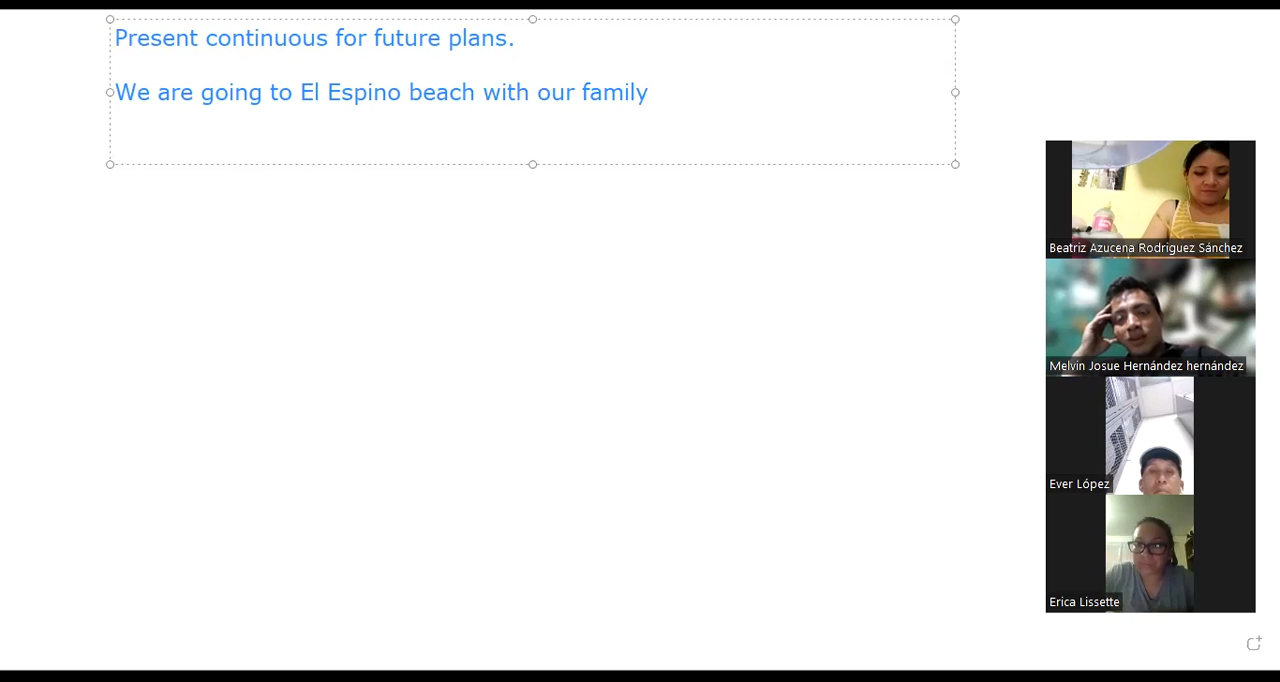 Present continuous for future plans.
We are going to El Espino beach with our family
Beatriz Azucena Rodriguez Sánchez
Melvin Josue Hernández hernández
Ever López
Erica Lissette